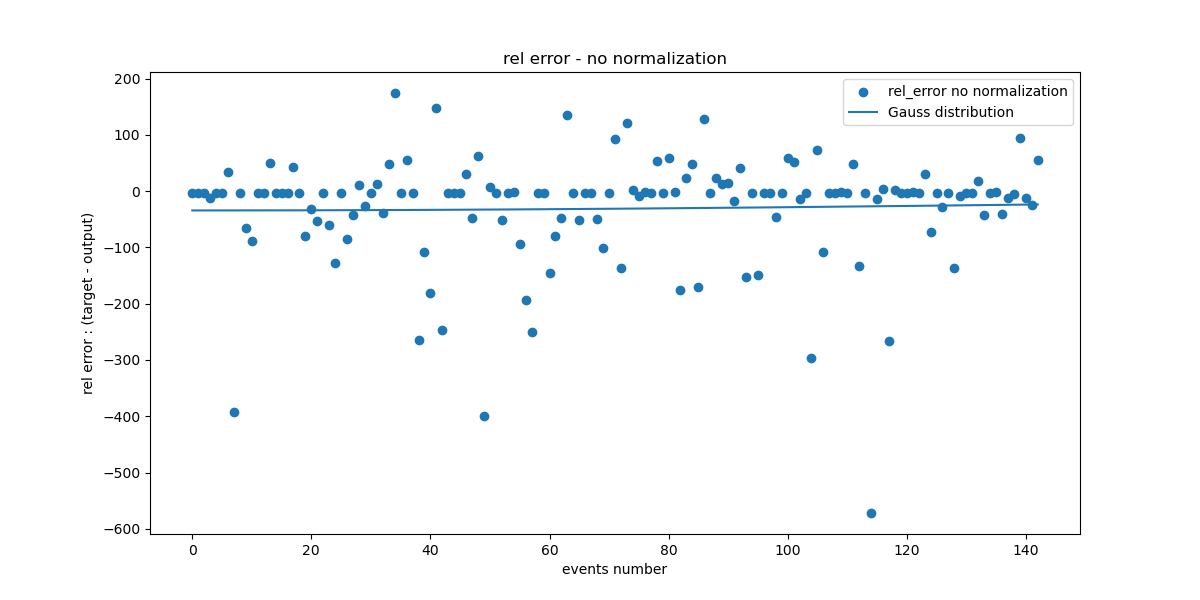 rel error - no normalization
rel_error no normalization
Gauss distribution
rel error : (target - output)
200
100
0
−100
−200
−300
−400
−500
−600
0 20 40 60 80 100 120 140
events number